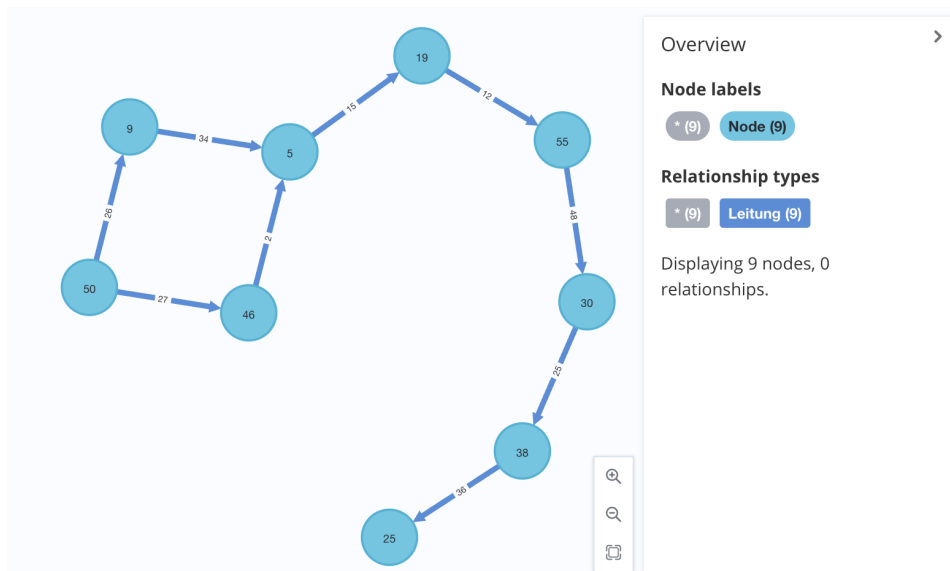 19
12
15
9
34
5
55
26
2
48
50
27
46
30
25
38
36
25
Overview
Node labels
* (9) Node (9)
Relationship types
* (9) Leitung (9)
Displaying 9 nodes, 0
relationships.